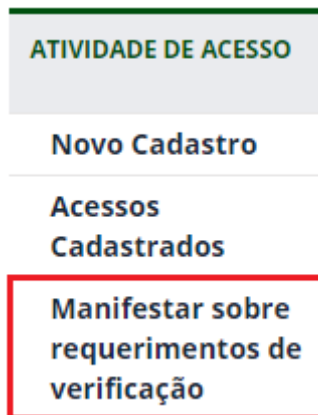 ATIVIDADE DE ACESSO
Novo Cadastro
Acessos
Cadastrados
Manifestar sobre
requerimentos de
verificação